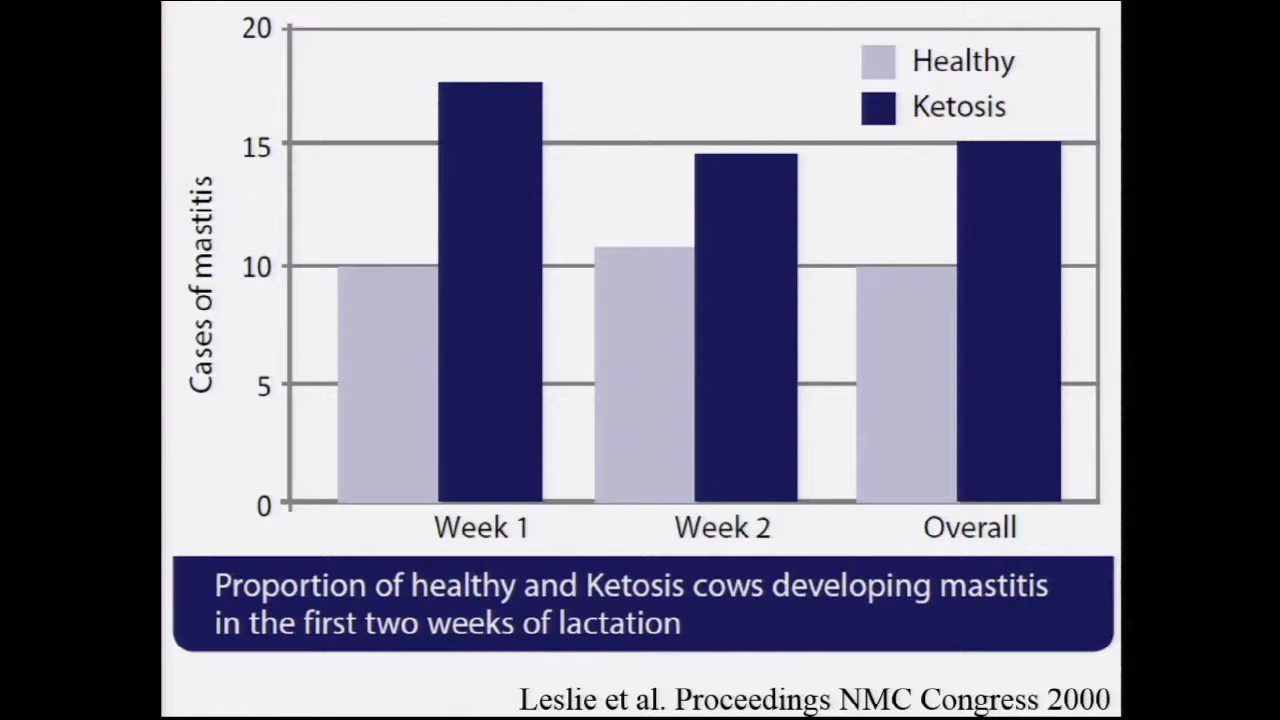 20
15
10
5
0
Cases of mastitis
Healthy
Ketosis
Week 1
Week 2
Overall
Proportion of healthy and Ketosis cows developing mastitis
in the first two weeks of lactation
Leslie et al. Proceedings NMC Congress 2000